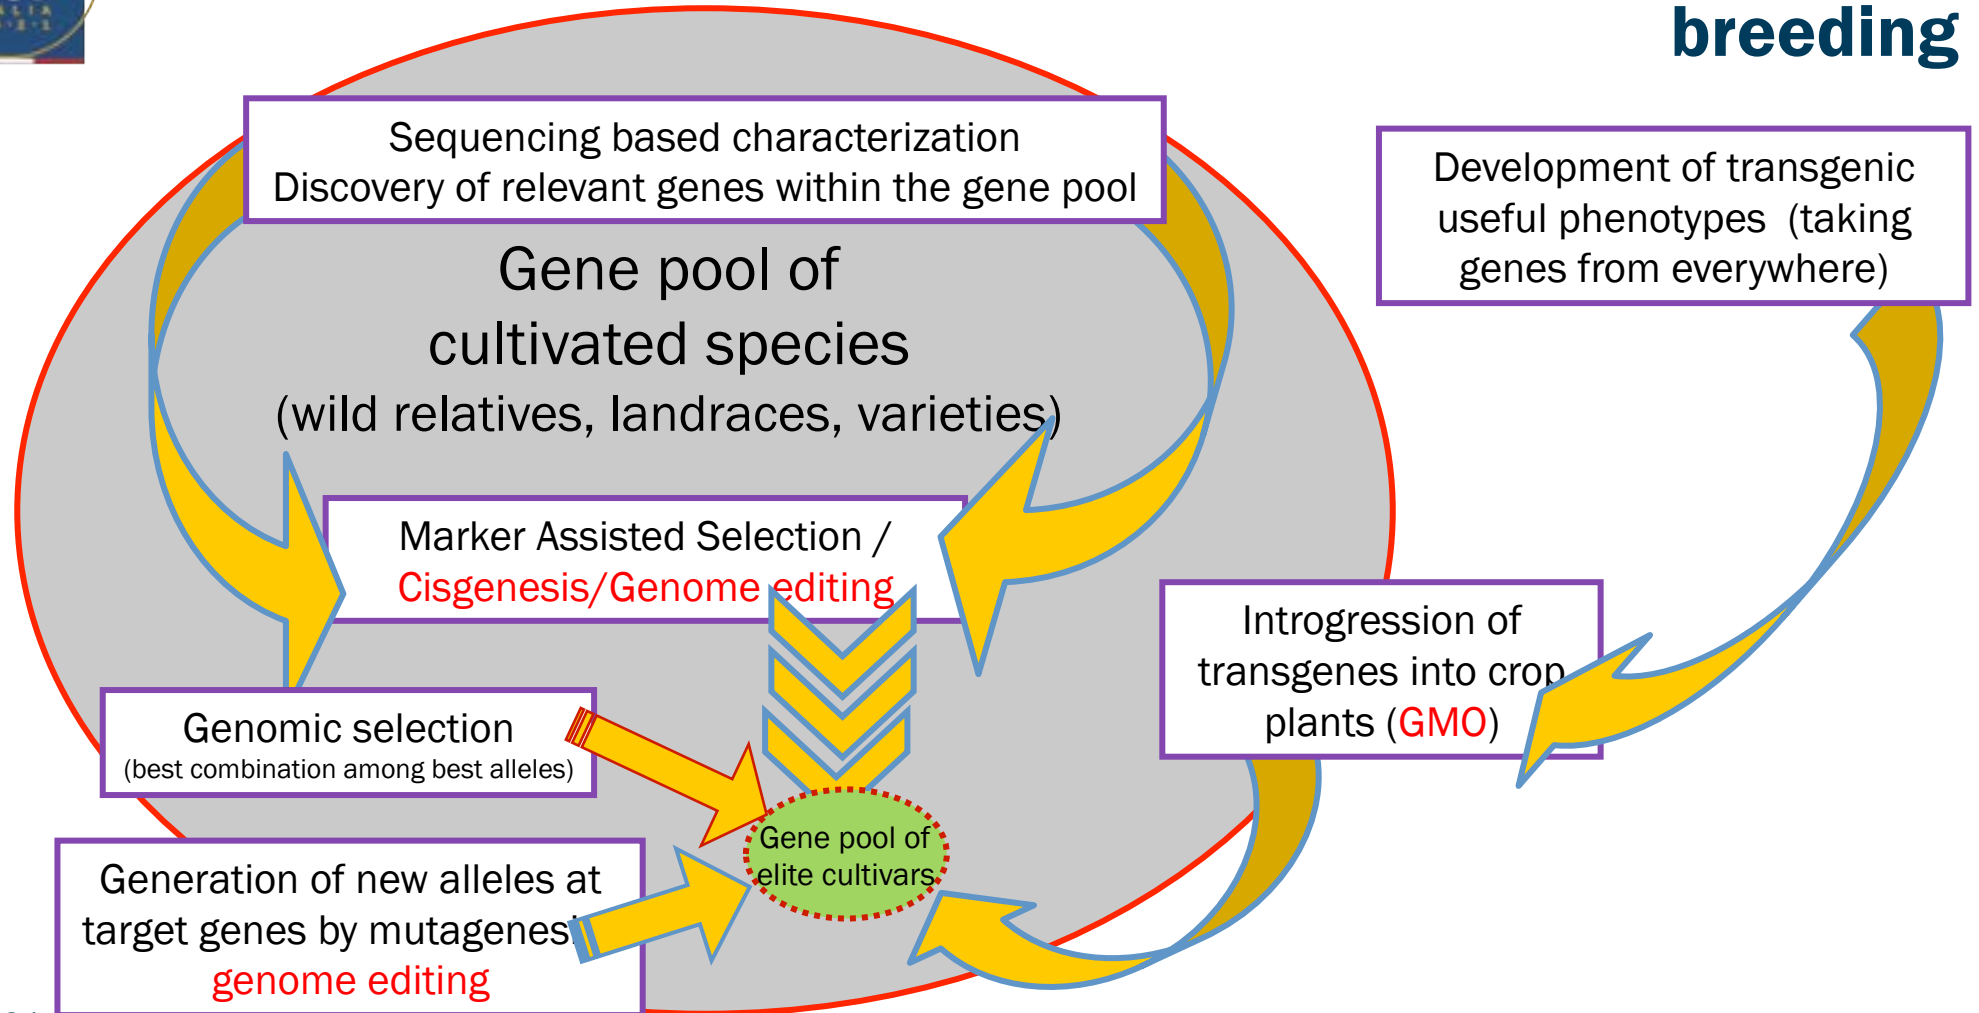 breeding
Sequencing based characterization
Discovery of relevant genes within the gene pool
Development of transgenic
useful phenotypes (taking
genes from everywhere)
Gene pool of
cultivated species
(wild relatives, landraces, varieties)
Marker Assisted Selection /
Cisgenesis/Genome editing
Introgression of
transgenes into crop
plants (GMO)
Genomic selection
(best combination among best alleles)
Gene pool of
elite cultivars
Generation of new alleles at
target genes by
genome editing